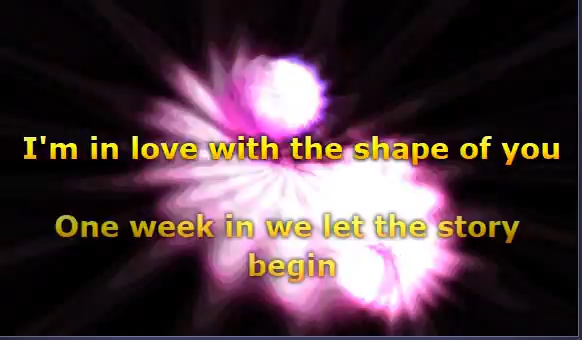 I'm in love with the shape of you
One week in we let the story
begin